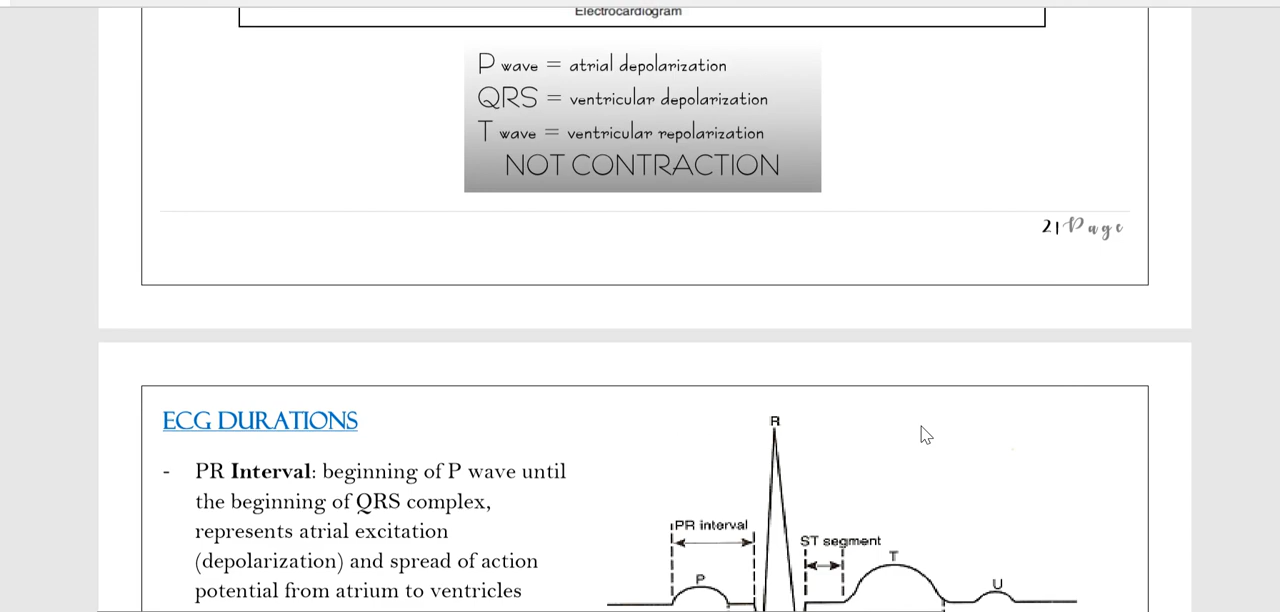 Electrocardiogram
P wave = atrial depolarization
QRS = ventricular depolarization
T wave = ventricular repolarization
NOT CONTRACTION
2 | Page
ECG DURATIONS
- PR Interval: beginning of P wave until
the beginning of QRS complex,
represents atrial excitation
(depolarization) and spread of action
potential from atrium to ventricles
R
PR interval
ST segment
T
P
U